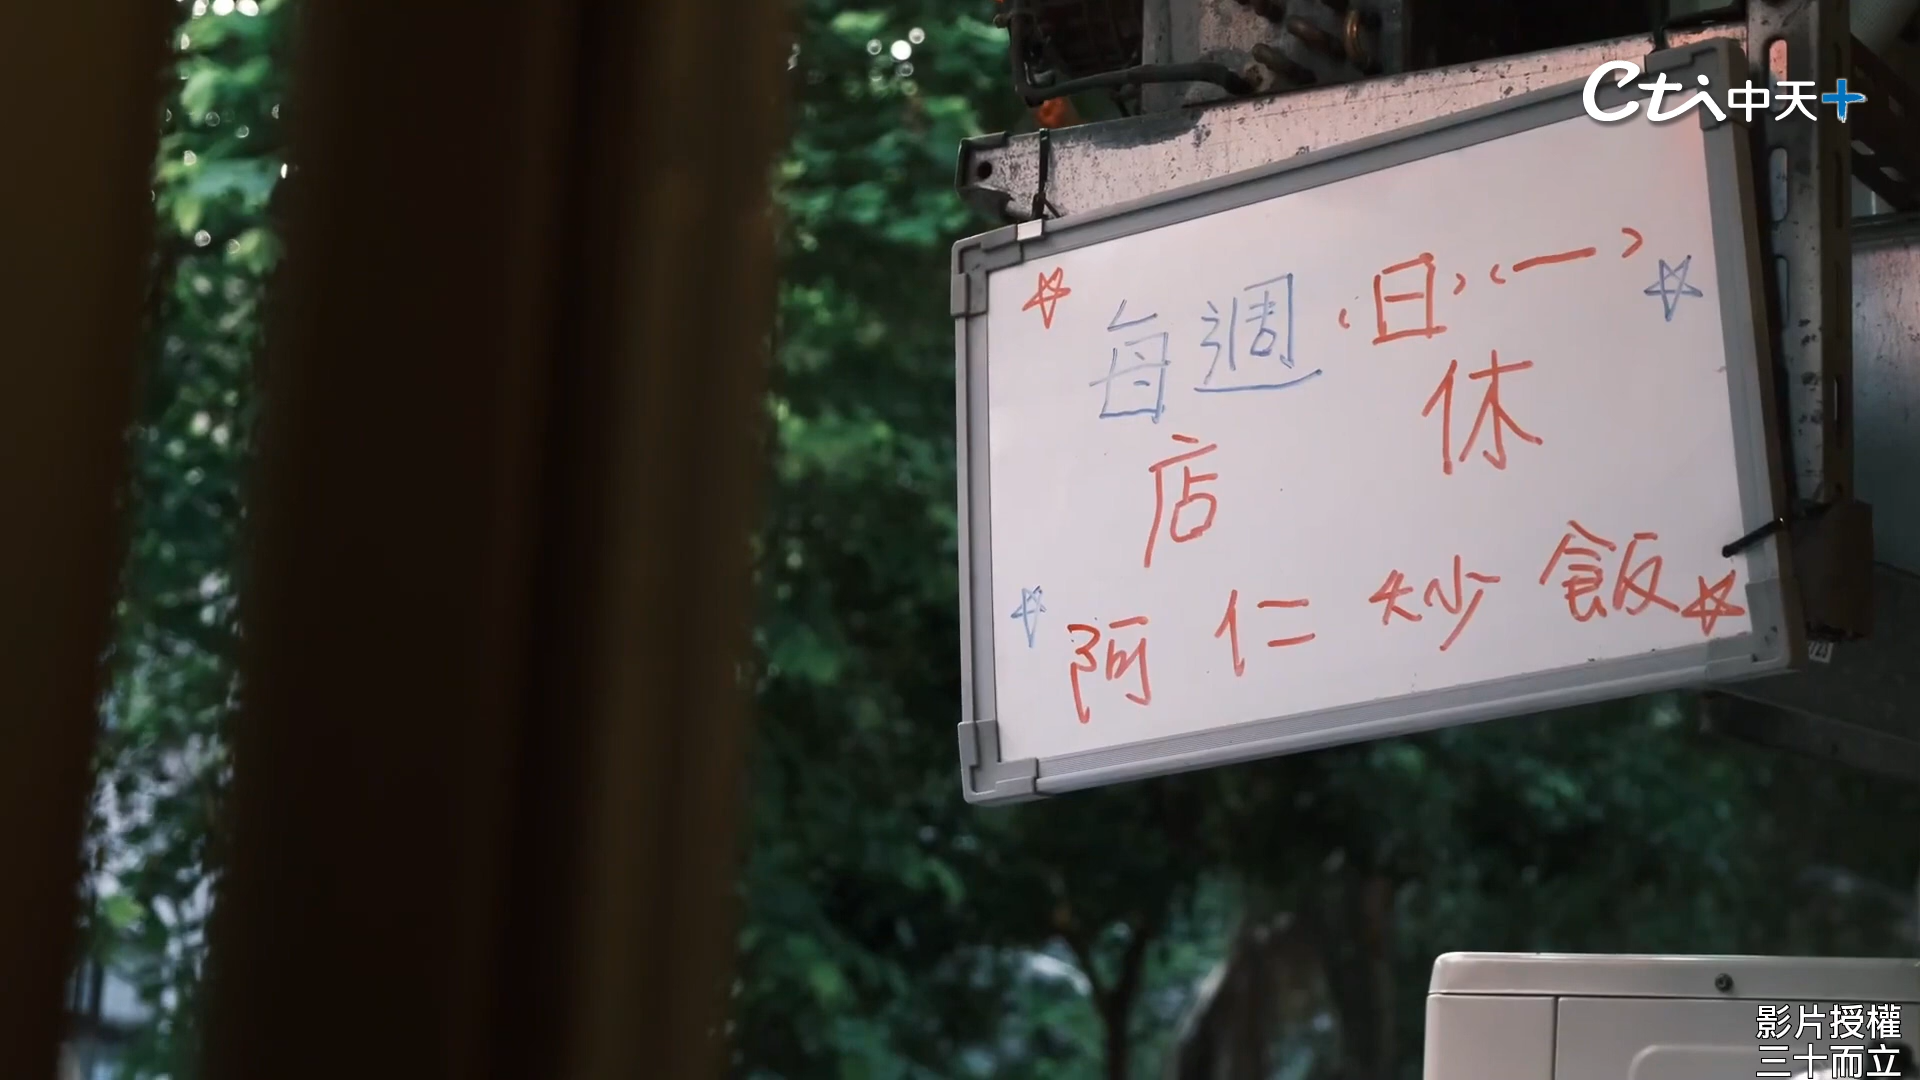 Cti中天+
每週(日)(一)
店 休
阿仁炒飯
影片授權
三十而立